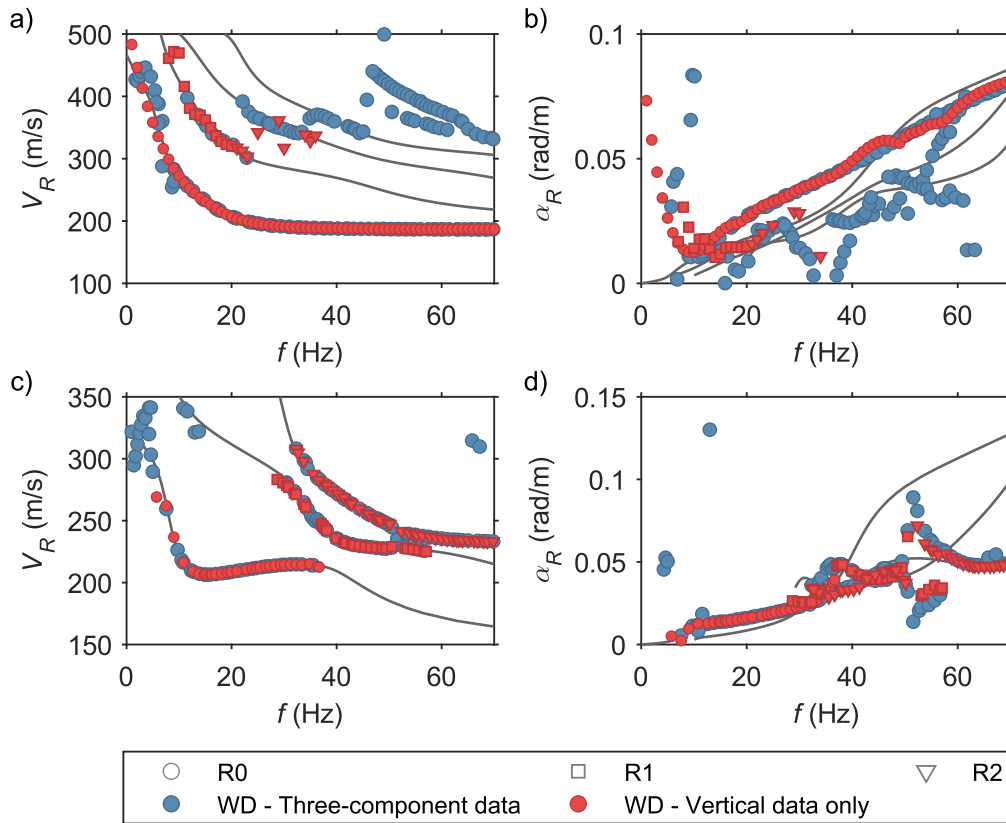 a)
500
400
300
200
100
V_R (m/s)
0 20 40 60
f (Hz)
b)
0.1
0.05
0
α_R (rad/m)
0 20 40 60
f (Hz)
c)
350
300
250
200
150
V_R (m/s)
0 20 40 60
f (Hz)
d)
0.15
0.1
0.05
0
α_R (rad/m)
0 20 40 60
f (Hz)
R0 R1 R2
WD - Three-component data WD - Vertical data only